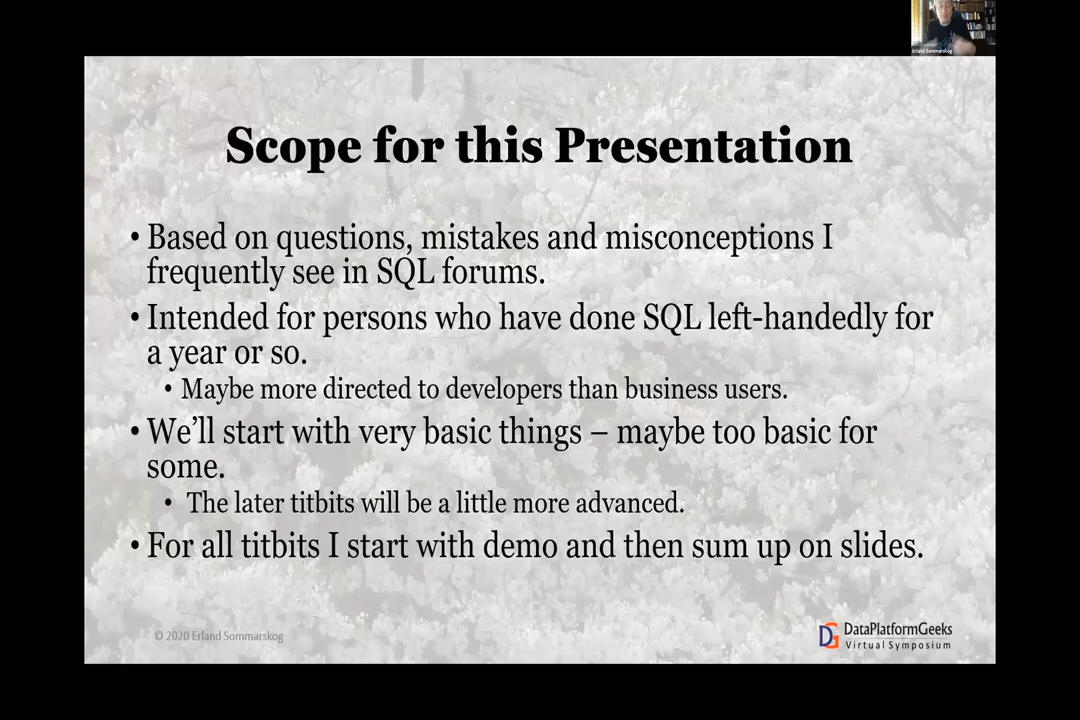 Erland Sommarskog
Scope for this Presentation
• Based on questions, mistakes and misconceptions I
frequently see in SQL forums.
• Intended for persons who have done SQL left-handedly for
a year or so.
• Maybe more directed to developers than business users.
• We’ll start with very basic things – maybe too basic for
some.
• The later titbits will be a little more advanced.
• For all titbits I start with demo and then sum up on slides.
© 2020 Erland Sommarskog
DG DataPlatformGeeks
Virtual Symposium